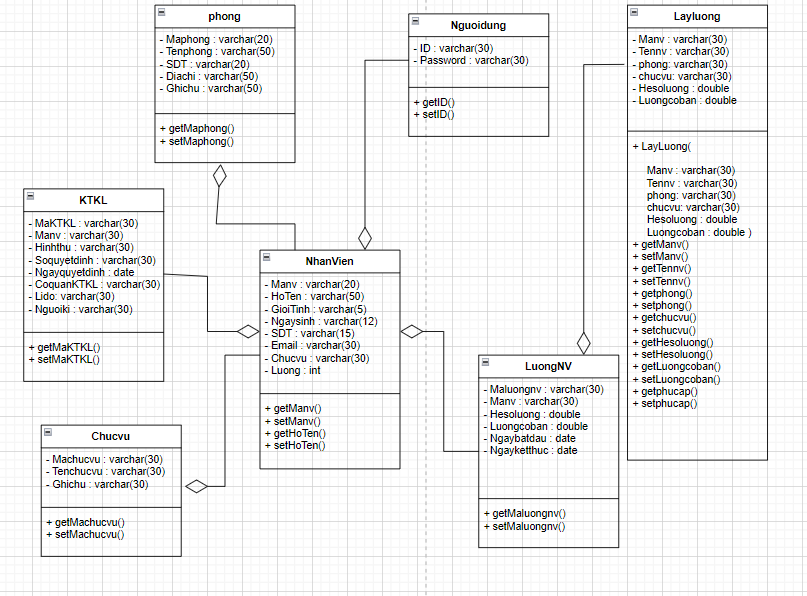 phong
- Maphong : varchar(20)
- Tenphong : varchar(50)
- SDT : varchar(20)
- Diachi : varchar(50)
- Ghichu : varchar(50)
+ getMaphong()
+ setMaphong()
Nguoidung
- ID : varchar(30)
- Password : varchar(30)
+ getID()
+ setID()
Layluong
- Manv : varchar(30)
- Tennv : varchar(30)
- phong: varchar(30)
- chucvu: varchar(30)
- Hesoluong : double
- Luongcoban : double
+ LayLuong(
Manv : varchar(30)
Tennv : varchar(30)
phong: varchar(30)
chucvu: varchar(30)
Hesoluong : double
Luongcoban : double )
+ getManv()
+ setManv()
+ getTennv()
+ setTennv()
+ getphong()
+ setphong()
+ getchucvu()
+ setchucvu()
+ getHesoluong()
+ setHesoluong()
+ getLuongcoban()
+ setLuongcoban()
+ getphucap()
+ setphucap()
KTKL
- MaKTKL : varchar(30)
- Manv : varchar(30)
- Hinhthu : varchar(30)
- Soquyetdinh : varchar(30)
- Ngayquyetdinh : date
- CoquanKTKL : varchar(30)
- Lido: varchar(30)
- Nguoiki : varchar(30)
+ getMaKTKL()
+ setMaKTKL()
NhanVien
- Manv : varchar(20)
- HoTen : varchar(50)
- GioiTinh : varchar(5)
- Ngaysinh : varchar(12)
- SDT : varchar(15)
- Email : varchar(30)
- Chucvu : varchar(30)
- Luong : int
+ getManv()
+ setManv()
+ getHoTen()
+ setHoTen()
LuongNV
- Maluongnv : varchar(30)
- Manv : varchar(30)
- Hesoluong : double
- Luongcoban : double
- Ngaybatdau : date
- Ngayketthuc : date
+ getMaluongnv()
+ setMaluongnv()
Chucvu
- Machucvu : varchar(30)
- Tenchucvu : varchar(30)
- Ghichu : varchar(30)
+ getMachucvu()
+ setMachucvu()